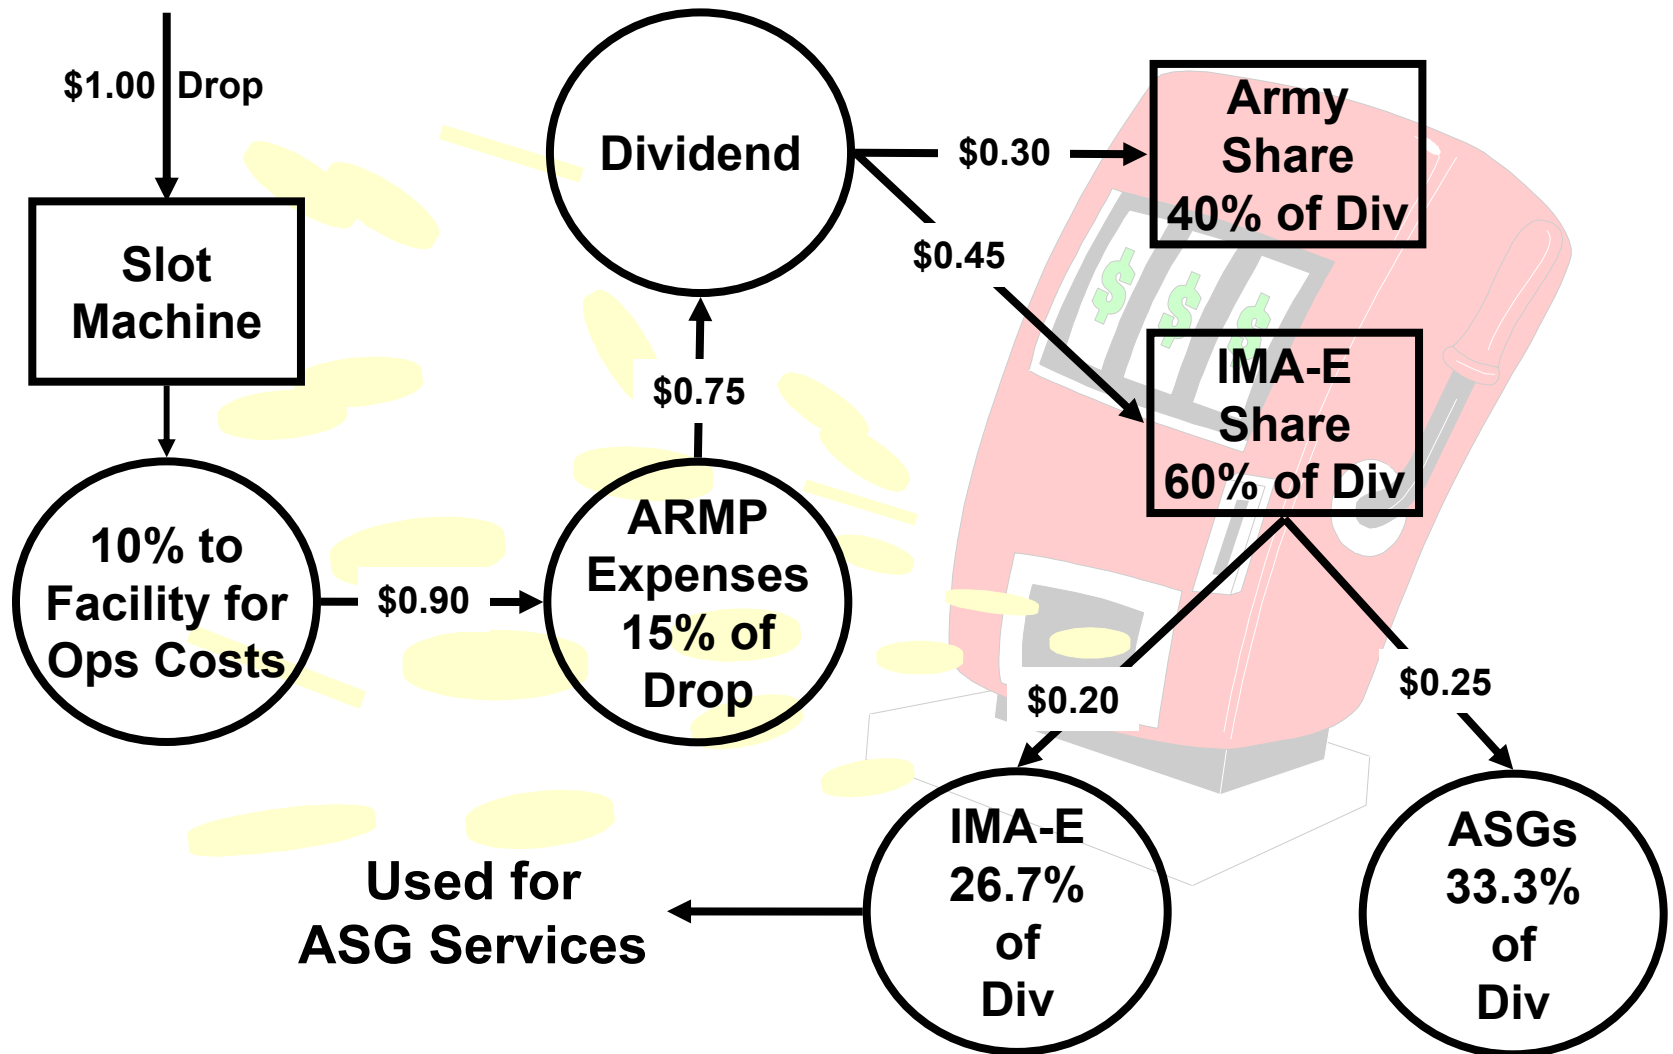 $1.00 Drop
Slot
Machine
10% to
Facility for
Ops Costs
$0.90
ARMP
Expenses
15% of
Drop
$0.75
Dividend
$0.30
Army
Share
40% of Div
$0.45
IMA-E
Share
60% of Div
$0.20
$0.25
IMA-E
26.7%
of
Div
ASGs
33.3%
of
Div
Used for
ASG Services
$
$
$